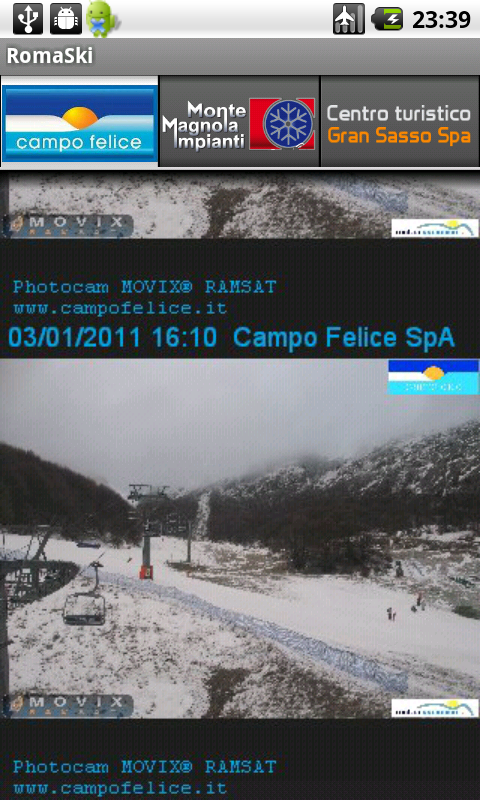 23:39
RomaSki
campo felice
Monte
Magnola
Impianti
Centro turistico
Gran Sasso Spa
MOVIX
Photocam MOVIX® RAMSAT
www.campofelice.it
03/01/2011 16:10 Campo Felice SpA
MOVIX
Photocam MOVIX® RAMSAT
www.campofelice.it